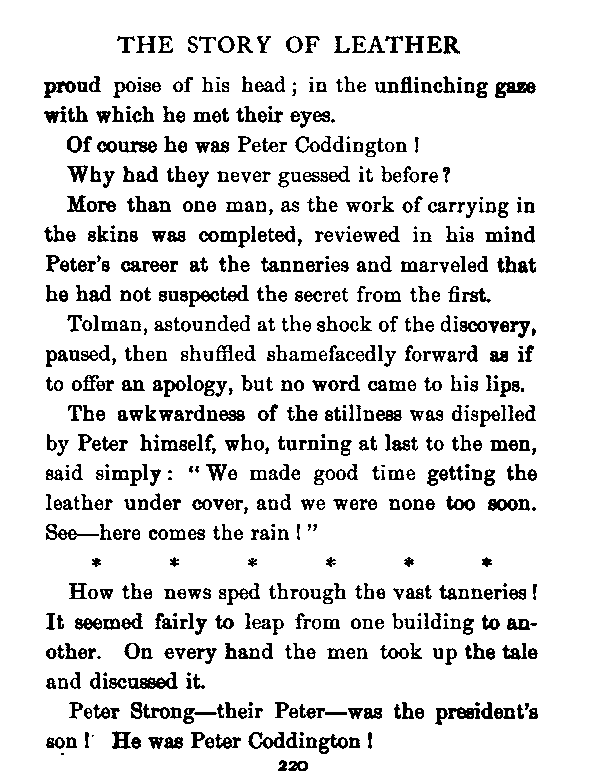 THE STORY OF LEATHER
proud poise of his head; in the unflinching gaze
with which he met their eyes.
Of course he was Peter Coddington!
Why had they never guessed it before?
More than one man, as the work of carrying in
the skins was completed, reviewed in his mind
Peter's career at the tanneries and marveled that
he had not suspected the secret from the first.
Tolman, astounded at the shock of the discovery,
paused, then shuffled shamefacedly forward as if
to offer an apology, but no word came to his lips.
The awkwardness of the stillness was dispelled
by Peter himself, who, turning at last to the men,
said simply: "We made good time getting the
leather under cover, and we were none too soon.
See—here comes the rain!"
* * * * * *
How the news sped through the vast tanneries!
It seemed fairly to leap from one building to an-
other. On every hand the men took up the tale
and discussed it.
Peter Strong—their Peter—was the president's
son! He was Peter Coddington!
220